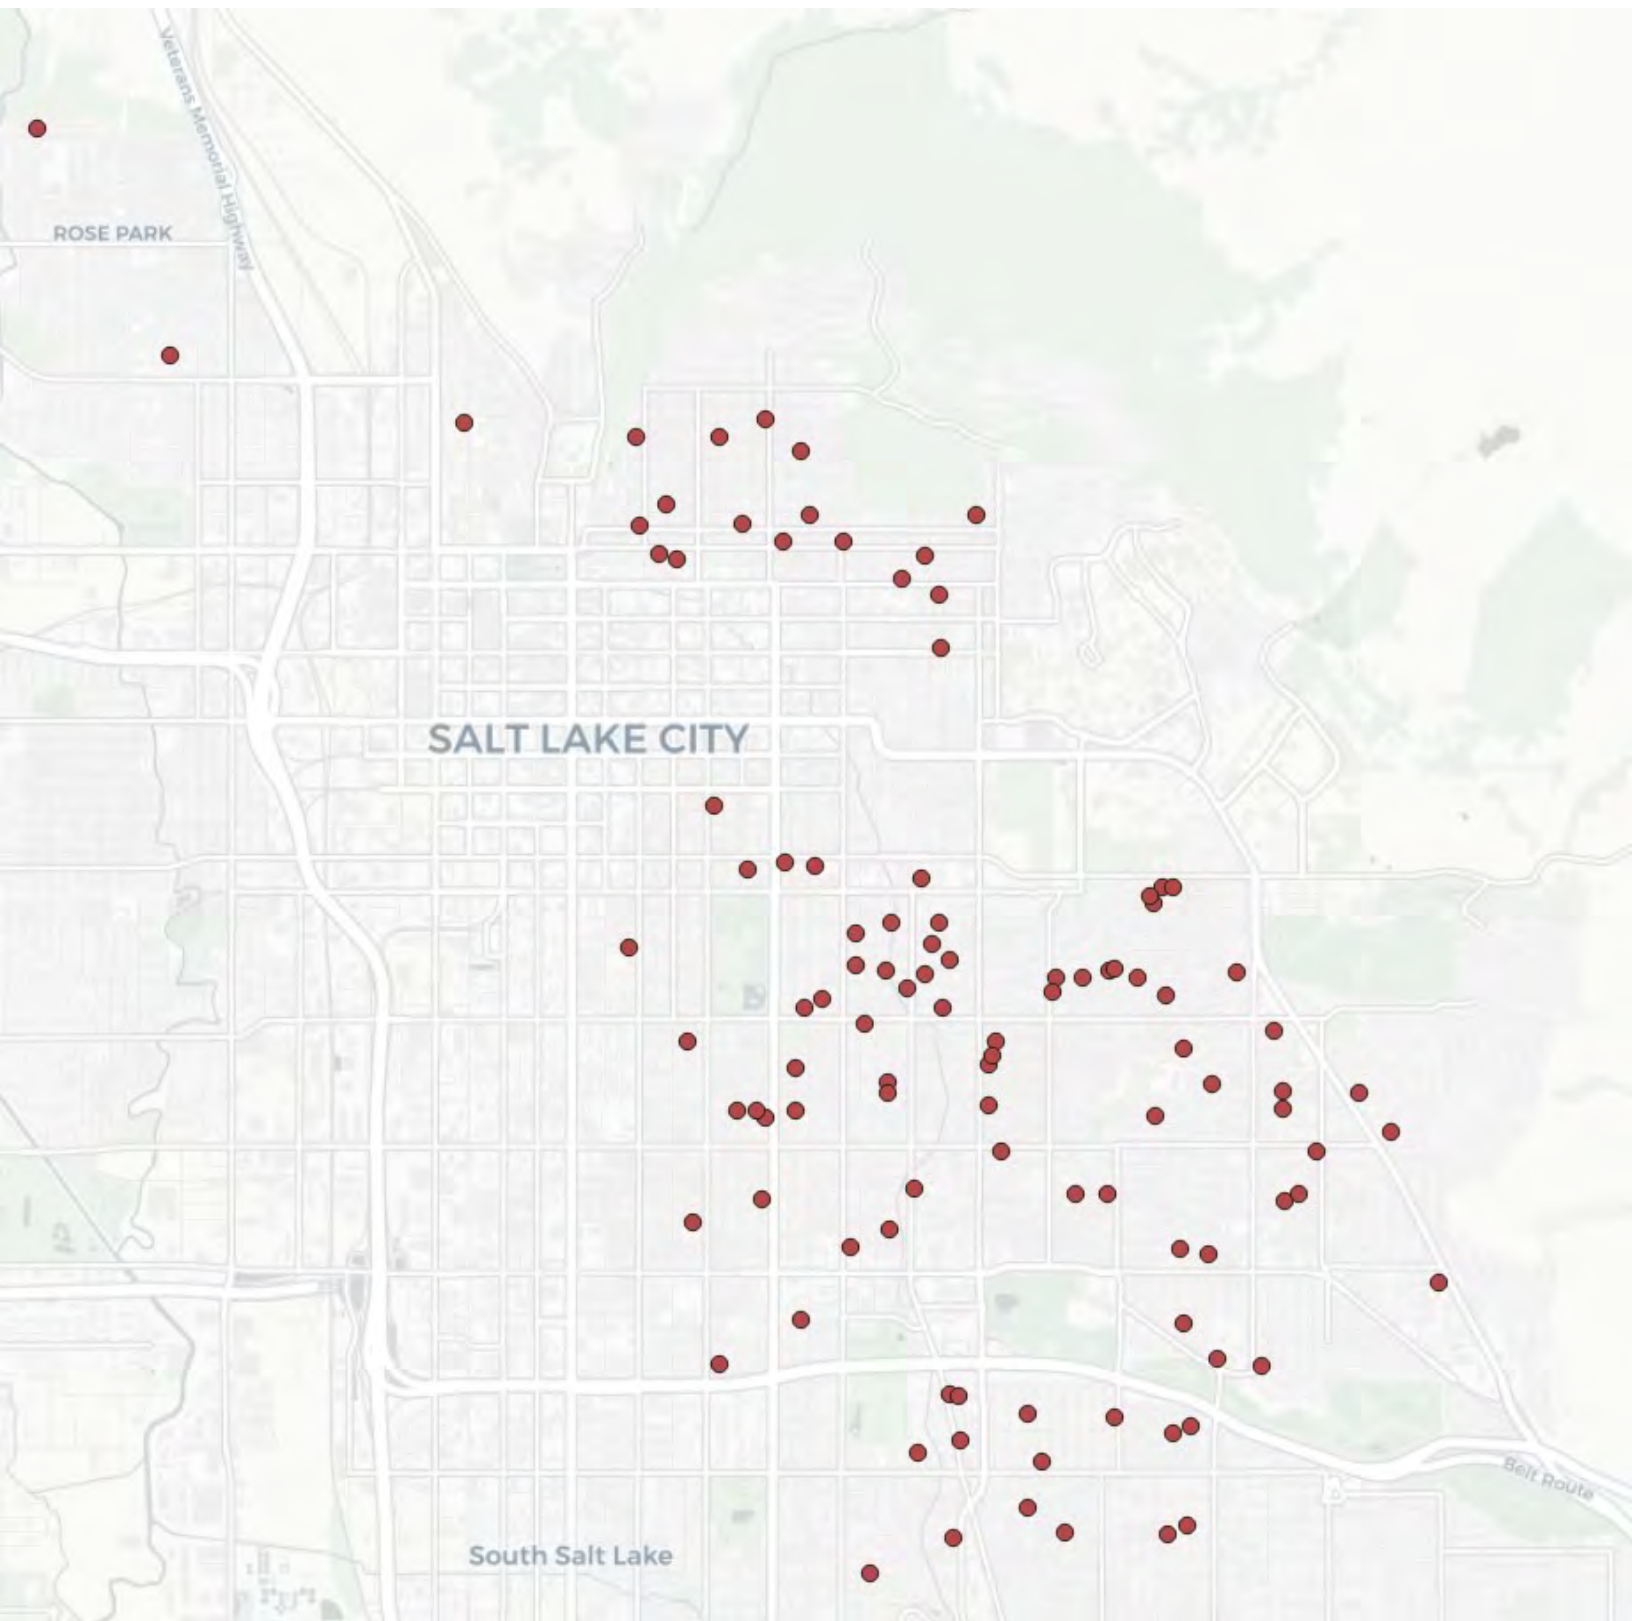 Veterans Memorial Highway
ROSE PARK
SALT LAKE CITY
Belt Route
South Salt Lake